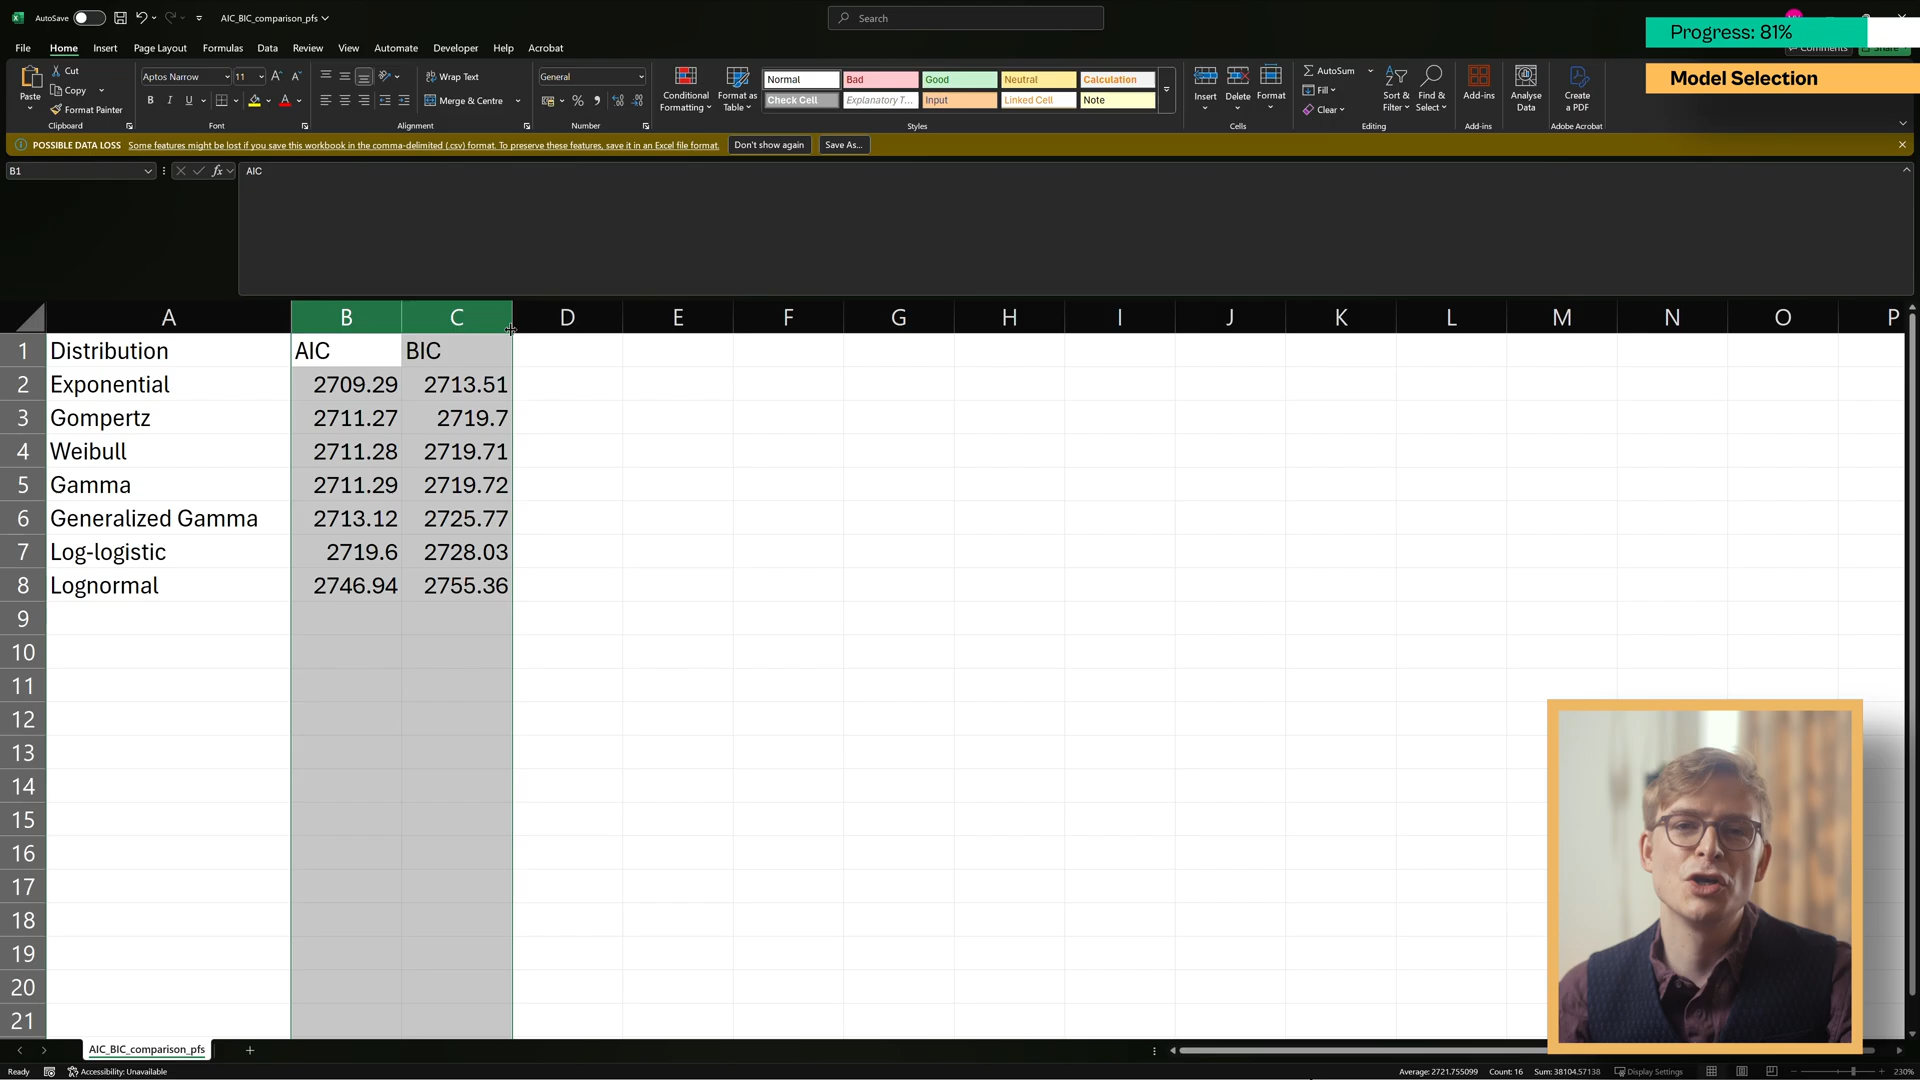 AutoSave
AIC_BIC_comparison_pfs
Search
Progress: 81%
File Home Insert Page Layout Formulas Data Review View Automate Developer Help Acrobat
Comments
Share
Model Selection
Paste
Cut
Copy
Format Painter
Clipboard
Aptos Narrow 11
B I U
Font
Wrap Text
Merge & Centre
Alignment
General
Number
Conditional Formatting
Format as Table
Normal Bad Good Neutral Calculation
Check Cell Explanatory T... Input Linked Cell Note
Styles
Insert Delete Format
Cells
AutoSum
Fill
Clear
Sort & Filter
Find & Select
Editing
Add-ins
Add-ins
Analyse Data
Create a PDF
Adobe Acrobat
POSSIBLE DATA LOSS Some features might be lost if you save this workbook in the comma-delimited (.csv) format. To preserve these features, save it in an Excel file format. Don't show again Save As...
B1 fx AIC
A B C D E F G H I J K L M N O P
1 Distribution AIC BIC
2 Exponential 2709.29 2713.51
3 Gompertz 2711.27 2719.7
4 Weibull 2711.28 2719.71
5 Gamma 2711.29 2719.72
6 Generalized Gamma 2713.12 2725.77
7 Log-logistic 2719.6 2728.03
8 Lognormal 2746.94 2755.36
9
10
11
12
13
14
15
16
17
18
19
20
21
AIC_BIC_comparison_pfs
Ready Accessibility: Unavailable Average: 2721.755099 Count: 16 Sum: 38104.57138 Display Settings 230%